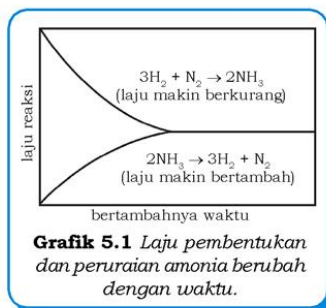 laju reaksi
3H₂ + N₂ → 2NH₃
(laju makin berkurang)
2NH₃ → 3H₂ + N₂
(laju makin bertambah)
bertambahnya waktu
Grafik 5.1 Laju pembentukan
dan peruraian amonia berubah
dengan waktu.